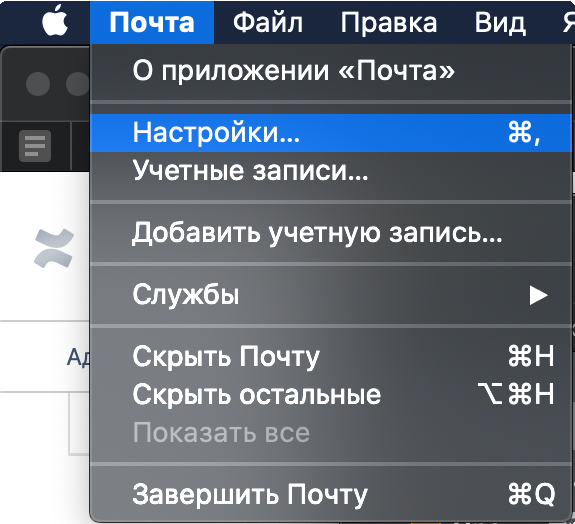 Почта Файл Правка Вид
О приложении «Почта»
Настройки... ⌘,
Учетные записи...
Добавить учетную запись...
Службы ▶
Скрыть Почту ⌘H
Скрыть остальные ⌥⌘H
Показать все
Завершить Почту ⌘Q